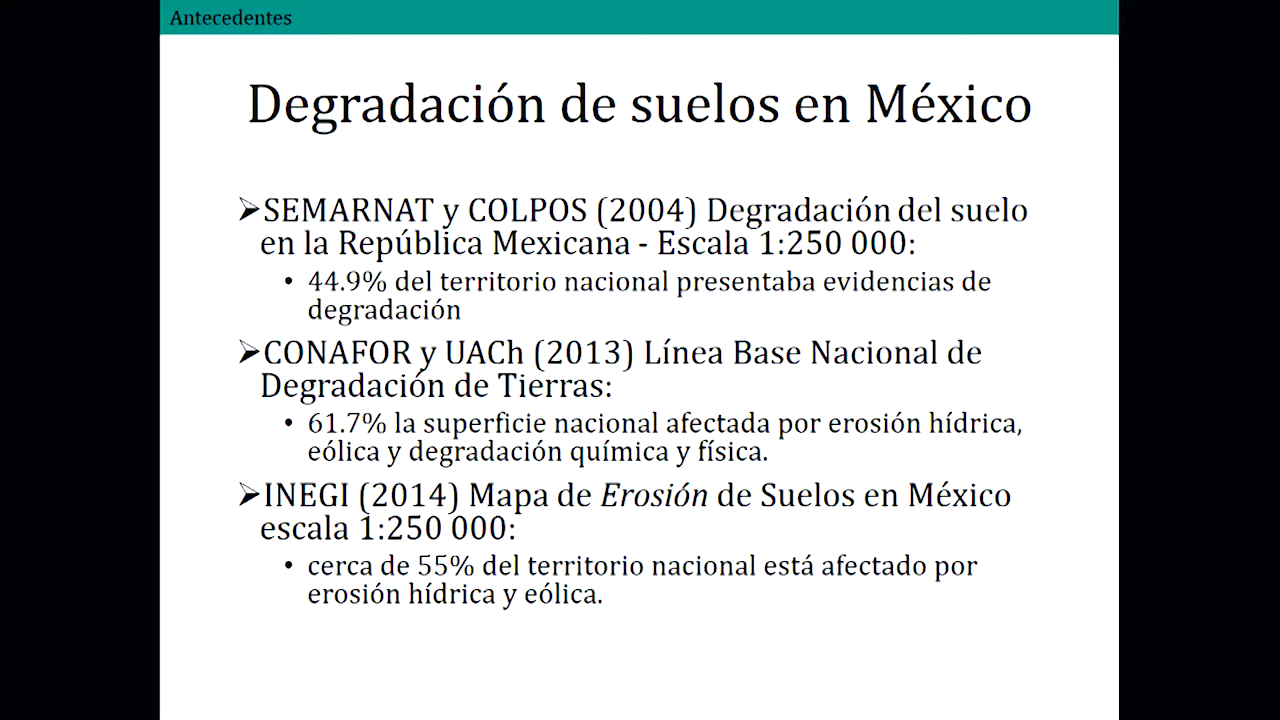 Antecedentes
Degradación de suelos en México
➢SEMARNAT y COLPOS (2004) Degradación del suelo
en la República Mexicana - Escala 1:250 000:
• 44.9% del territorio nacional presentaba evidencias de
degradación
➢CONAFOR y UACh (2013) Línea Base Nacional de
Degradación de Tierras:
• 61.7% la superficie nacional afectada por erosión hídrica,
eólica y degradación química y física.
➢INEGI (2014) Mapa de Erosión de Suelos en México
escala 1:250 000:
• cerca de 55% del territorio nacional está afectado por
erosión hídrica y eólica.